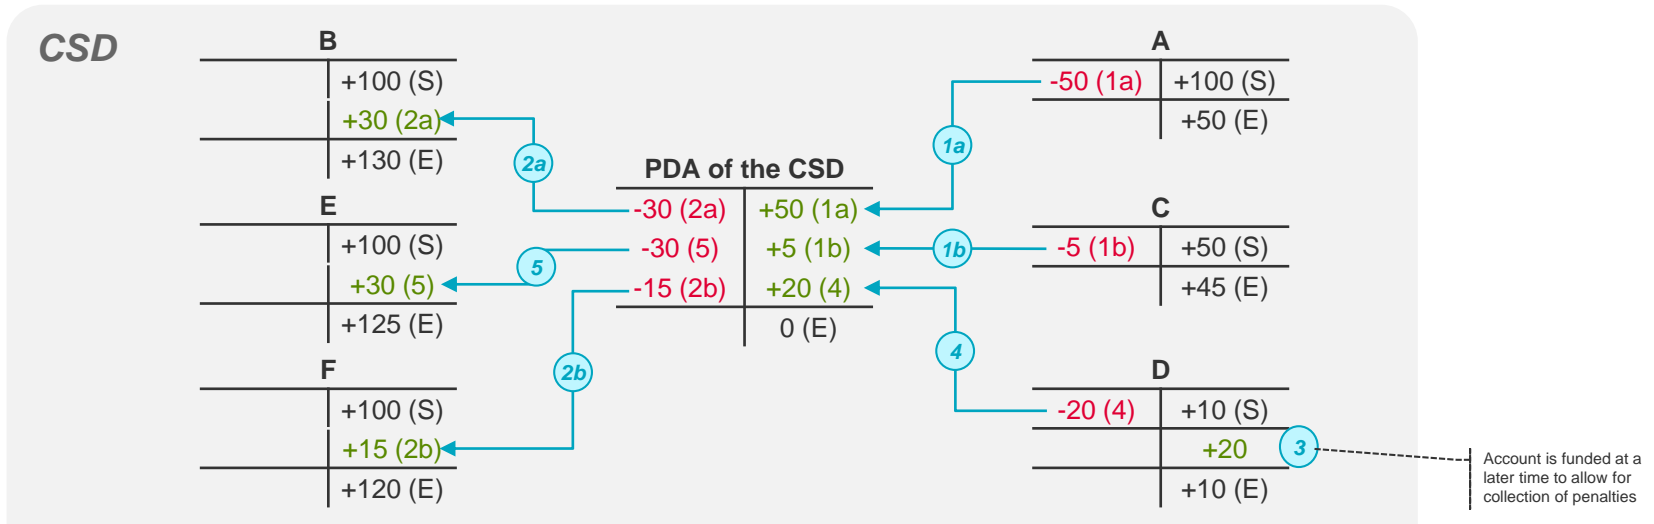 CSD
B
+100 (S)
+30 (2a)
+130 (E)
E
+100 (S)
+30 (5)
+125 (E)
F
+100 (S)
+15 (2b)
+120 (E)
2a
5
2b
PDA of the CSD
-30 (2a) +50 (1a)
-30 (5) +5 (1b)
-15 (2b) +20 (4)
0 (E)
1a
1b
4
A
-50 (1a) +100 (S)
+50 (E)
C
-5 (1b) +50 (S)
+45 (E)
D
-20 (4) +10 (S)
+20
3
+10 (E)
Account is funded at a
later time to allow for
collection of penalties